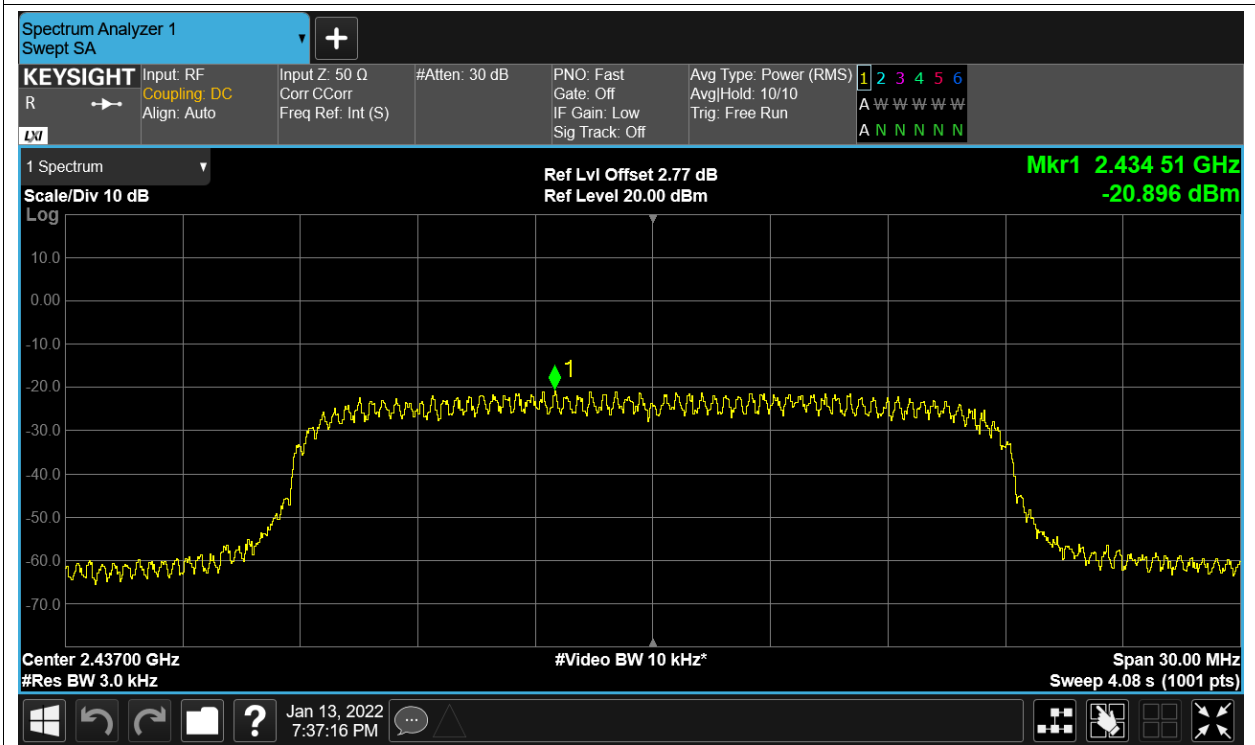 Spectrum Analyzer 1
Swept SA
+
KEYSIGHT
R
LXI
Input: RF
Coupling: DC
Align: Auto
Input Z: 50 Ω
Corr CCorr
Freq Ref: Int (S)
#Atten: 30 dB
PNO: Fast
Gate: Off
IF Gain: Low
Sig Track: Off
Avg Type: Power (RMS)
Avg|Hold: 10/10
Trig: Free Run
1 2 3 4 5 6
A W W W W W
A N N N N N
1 Spectrum
Scale/Div 10 dB
Log
Ref Lvl Offset 2.77 dB
Ref Level 20.00 dBm
Mkr1 2.434 51 GHz
-20.896 dBm
10.0
0.00
-10.0
1
-20.0
-30.0
-40.0
-50.0
-60.0
-70.0
Center 2.43700 GHz
#Res BW 3.0 kHz
#Video BW 10 kHz*
Span 30.00 MHz
Sweep 4.08 s (1001 pts)
?
Jan 13, 2022
7:37:16 PM